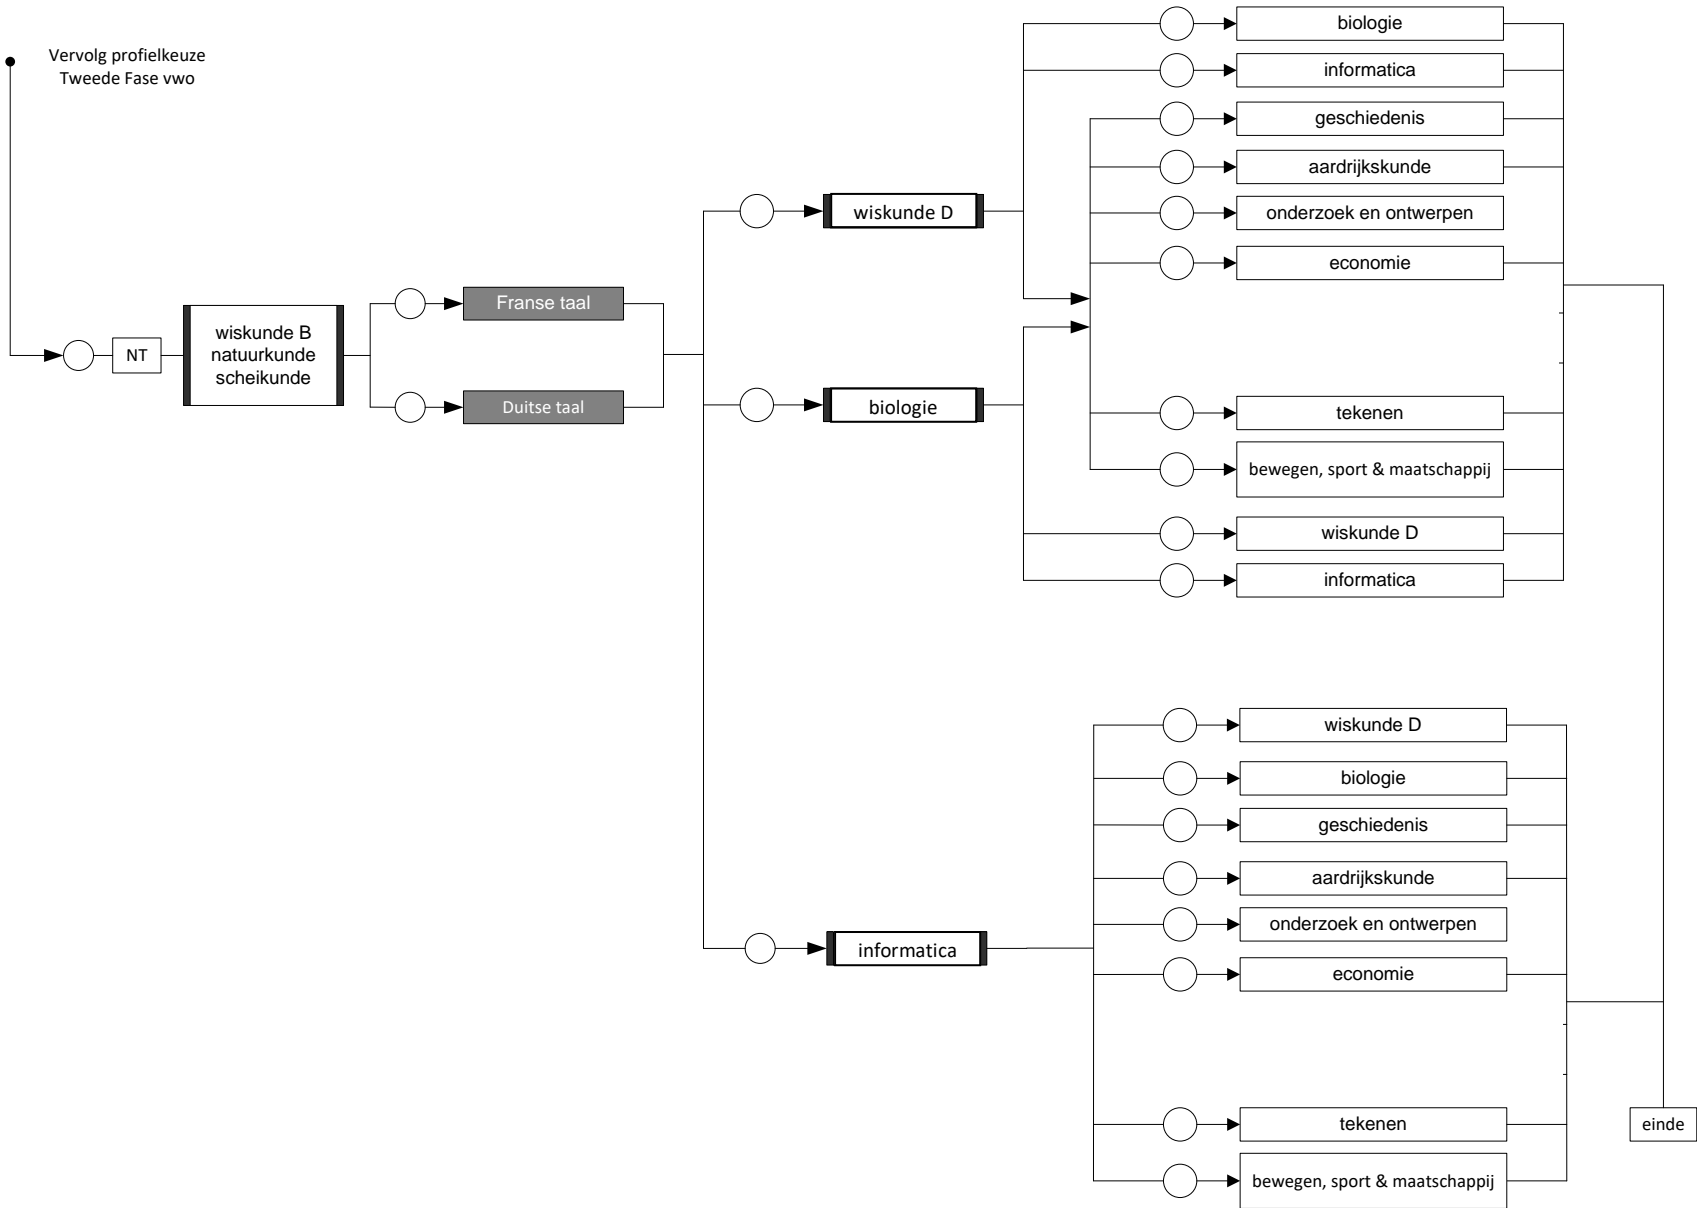 Vervolg profielkeuze
Tweede Fase vwo
NT
wiskunde B
natuurkunde
scheikunde
Franse taal
Duitse taal
wiskunde D
biologie
informatica
biologie
informatica
geschiedenis
aardrijkskunde
onderzoek en ontwerpen
economie
tekenen
bewegen, sport & maatschappij
wiskunde D
informatica
wiskunde D
biologie
geschiedenis
aardrijkskunde
onderzoek en ontwerpen
economie
tekenen
bewegen, sport & maatschappij
einde